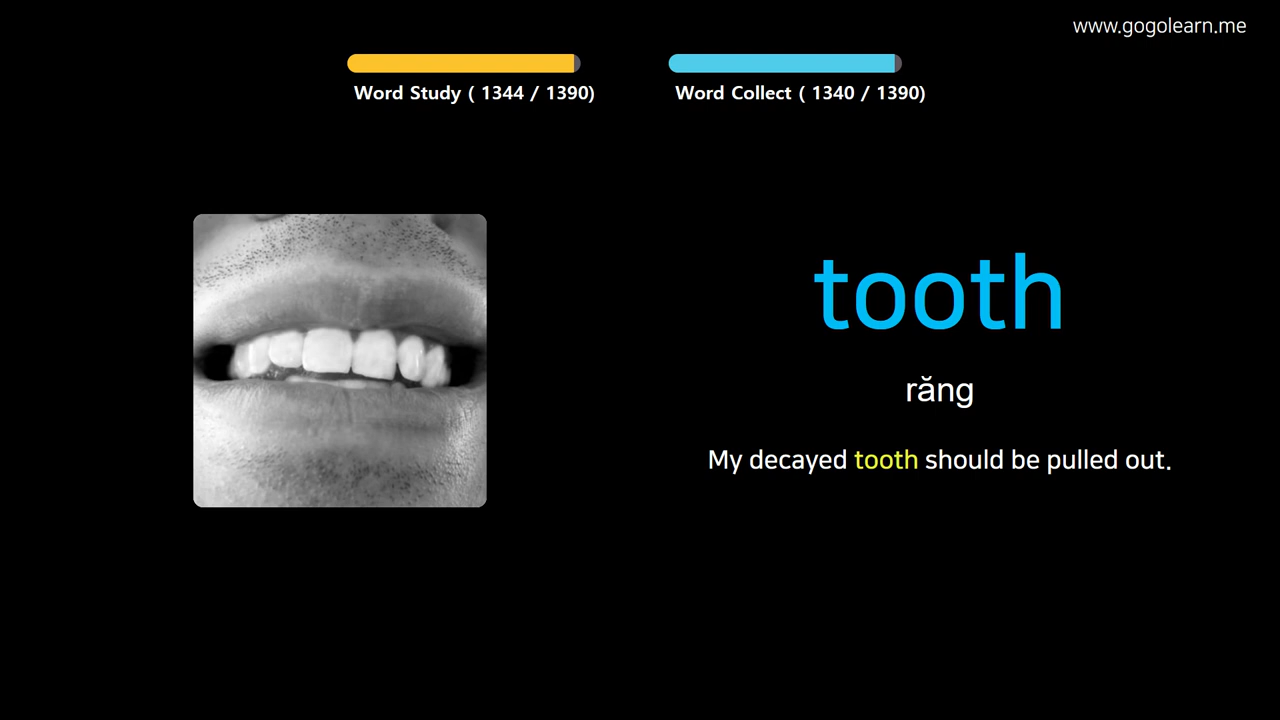 www.gogolearn.me
Word Study ( 1344 / 1390)
Word Collect ( 1340 / 1390)
tooth
răng
My decayed tooth should be pulled out.